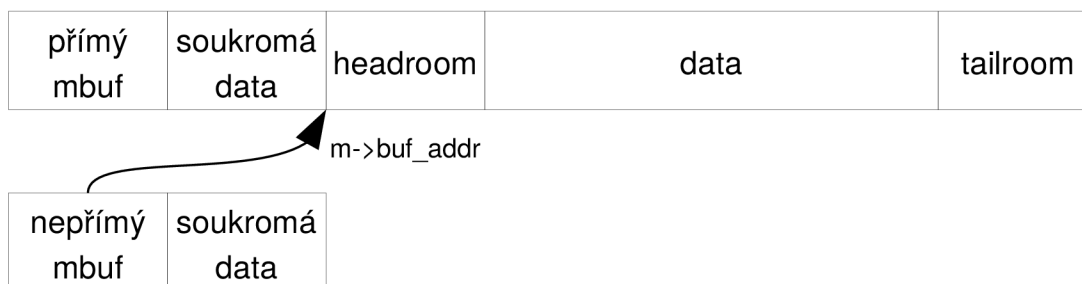 přímý
mbuf
soukromá
data
headroom
data
tailroom
m->buf_addr
nepřímý
mbuf
soukromá
data